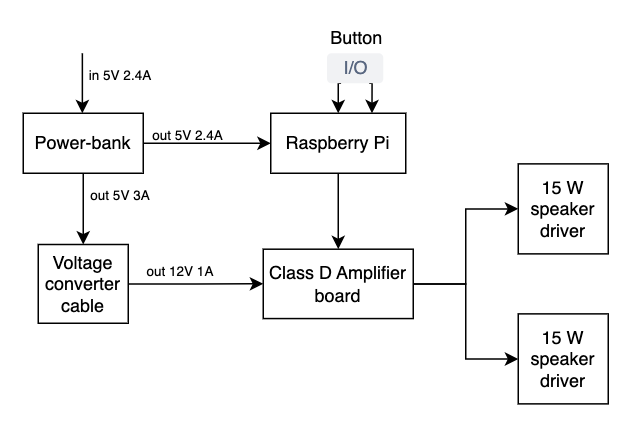 Button
I/O
in 5V 2.4A
Power-bank
out 5V 2.4A
Raspberry Pi
out 5V 3A
15 W
speaker
driver
Voltage
converter
cable
out 12V 1A
Class D Amplifier
board
15 W
speaker
driver